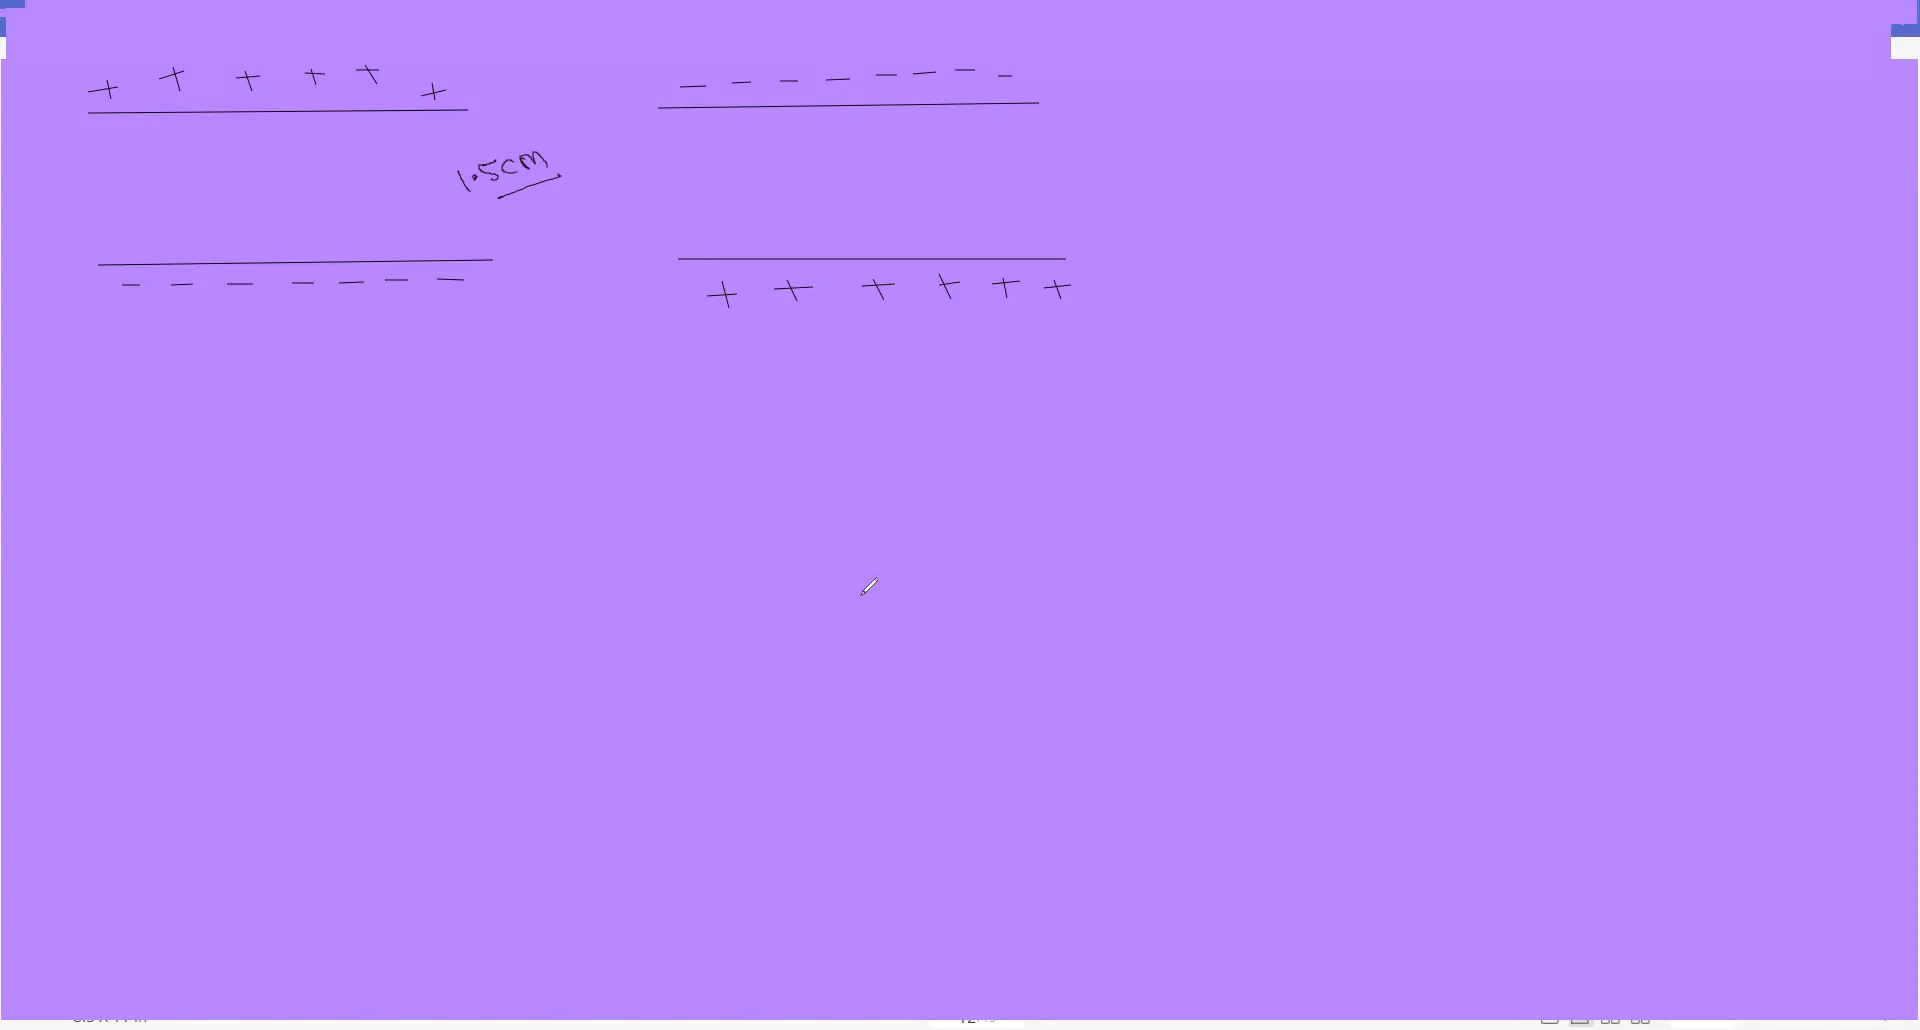 + + + + + +
− − − − − − − −
1.5cm
− − − − − − −
+ + + + + +